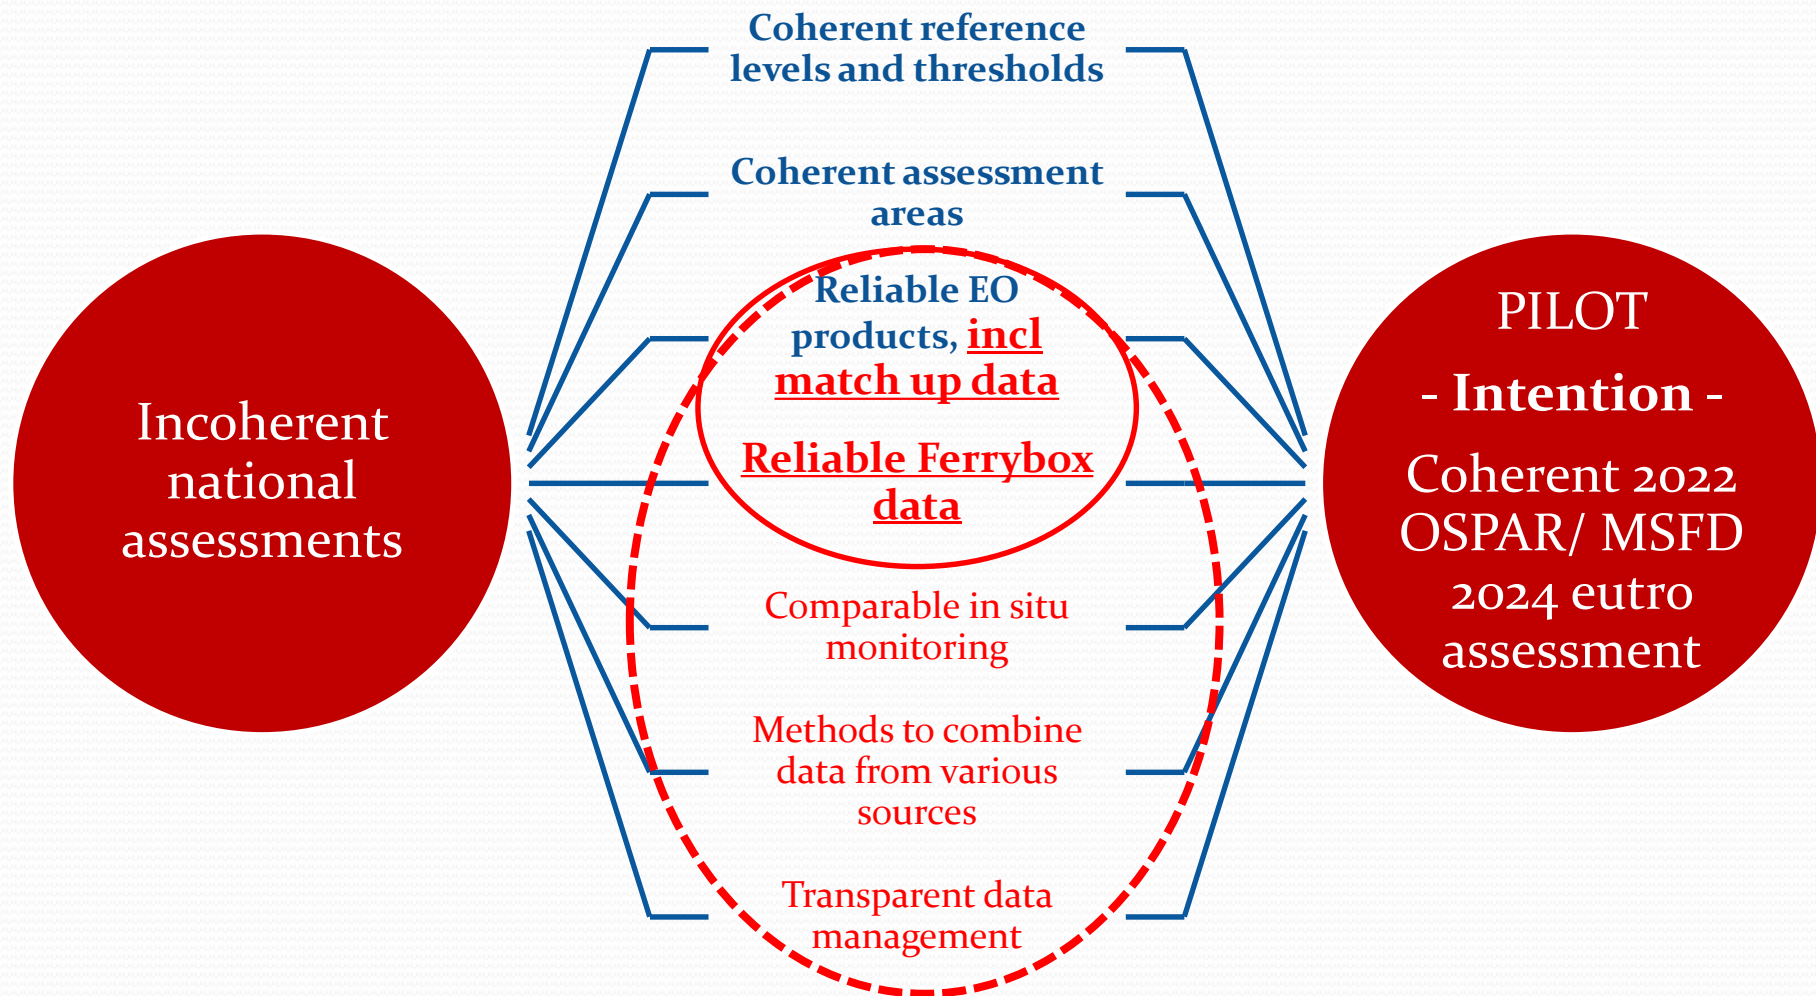 Coherent reference
levels and thresholds
Coherent assessment
areas
Reliable EO
products, incl
match up data
Reliable Ferrybox
data
Comparable in situ
monitoring
Methods to combine
data from various
sources
Transparent data
management
Incoherent
national
assessments
PILOT
- Intention -
Coherent 2022
OSPAR/ MSFD
2024 eutro
assessment